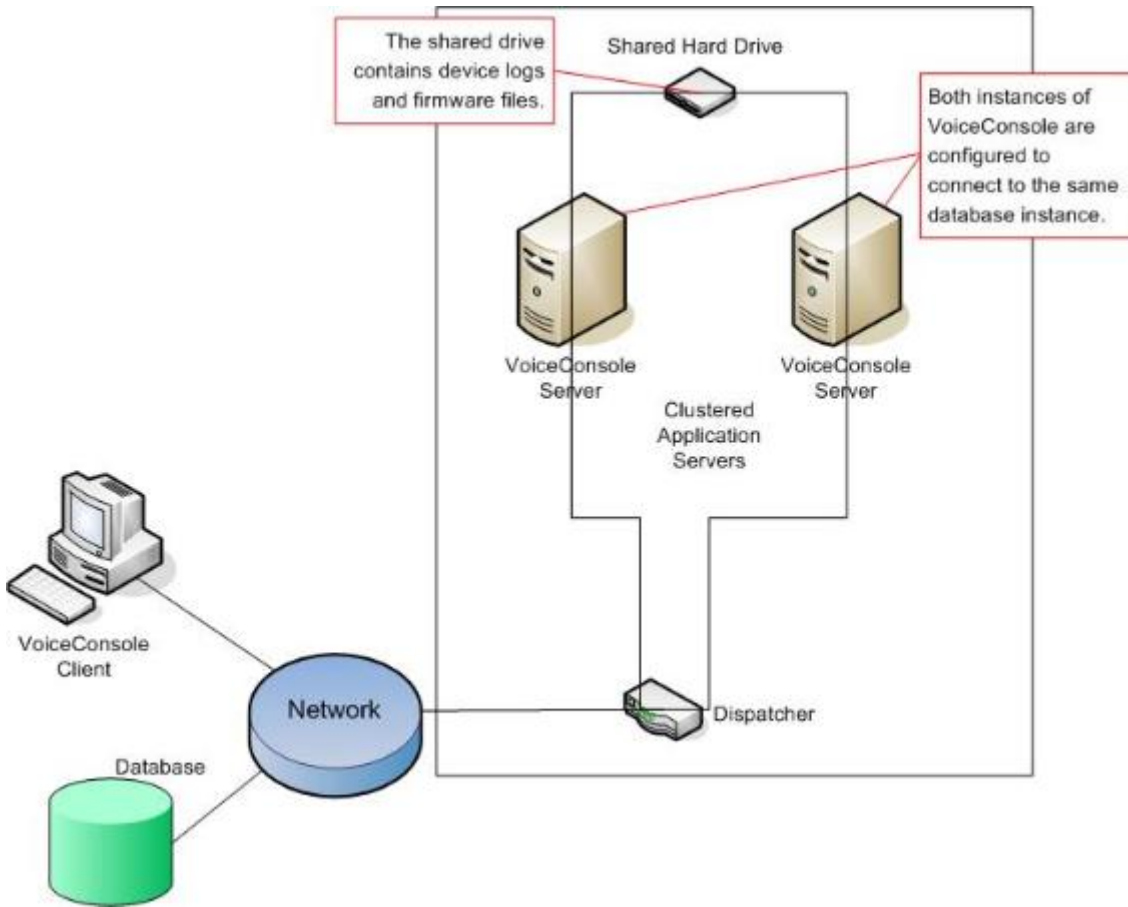 The shared drive
contains device logs
and firmware files.
Shared Hard Drive
Both instances of
VoiceConsole are
configured to
connect to the same
database instance.
VoiceConsole
Server
VoiceConsole
Server
Clustered
Application
Servers
VoiceConsole
Client
Network
Dispatcher
Database